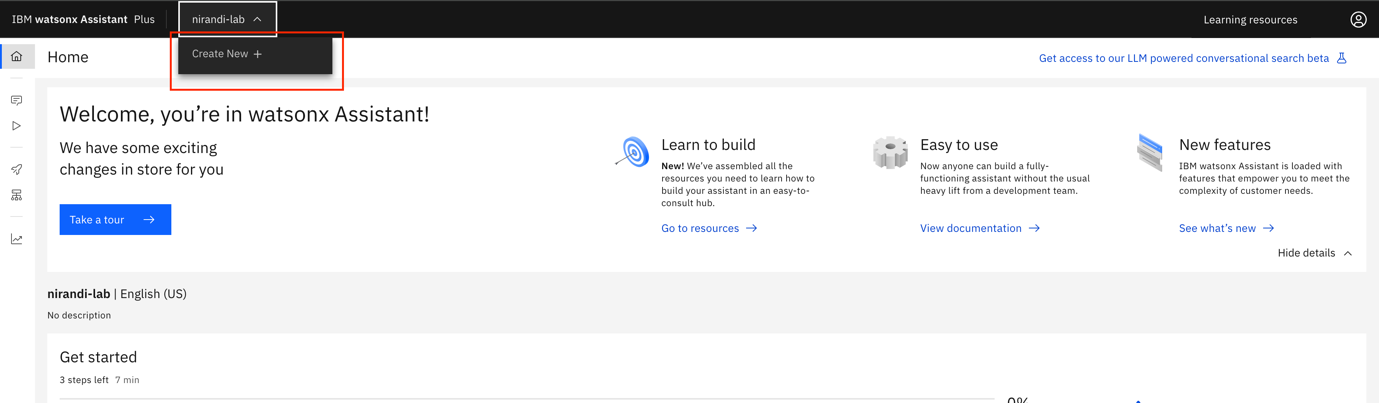 IBM watsonx Assistant Plus
nirandi-lab
Learning resources
Create New +
Home
Get access to our LLM powered conversational search beta
Welcome, you're in watsonx Assistant!
We have some exciting
changes in store for you
Take a tour
Learn to build
New! We've assembled all the
resources you need to learn how to
build your assistant in an easy-to-
consult hub.
Go to resources
Easy to use
Now anyone can build a fully-
functioning assistant without the usual
heavy lift from a development team.
View documentation
New features
IBM watsonx Assistant is loaded with
features that empower you to meet the
complexity of customer needs.
See what's new
Hide details
nirandi-lab | English (US)
No description
Get started
3 steps left 7 min
0%